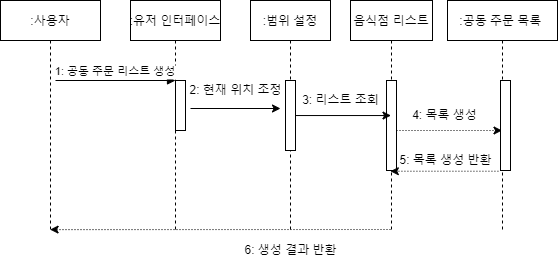 :사용자
:유저 인터페이스
:범위 설정
음식점 리스트
:공동 주문 목록
1: 공동 주문 리스트 생성
2: 현재 위치 조정
3: 리스트 조회
4: 목록 생성
5: 목록 생성 반환
6: 생성 결과 반환